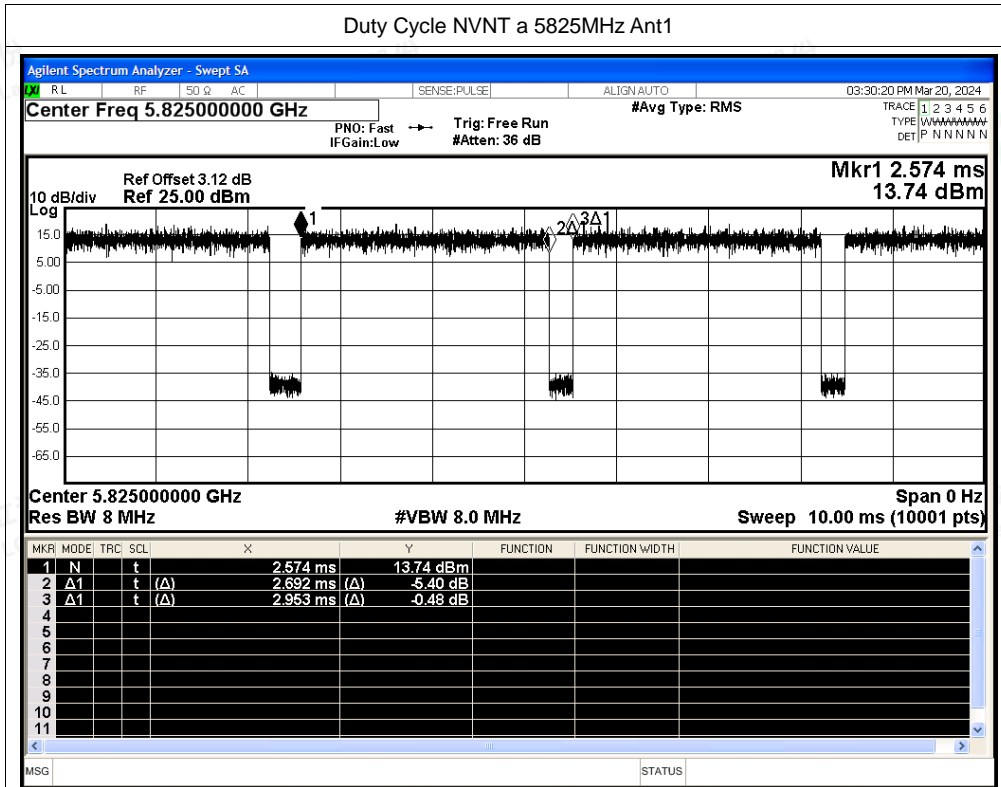 Duty Cycle NVNT a 5825MHz Ant1
Agilent Spectrum Analyzer - Swept SA
LXI RL RF 50 Ω AC SENSE:PULSE ALIGN AUTO 03:30:20 PM Mar 20, 2024
Center Freq 5.825000000 GHz #Avg Type: RMS TRACE 1 2 3 4 5 6
PNO: Fast Trig: Free Run TYPE WWWWWW
IFGain:Low #Atten: 36 dB DET P N N N N N
Mkr1 2.574 ms
Ref Offset 3.12 dB
10 dB/div Ref 25.00 dBm 13.74 dBm
Log
1
2Δ1
3Δ1
15.0
5.00
-5.00
-15.0
-25.0
-35.0
-45.0
-55.0
-65.0
Center 5.825000000 GHz Span 0 Hz
Res BW 8 MHz #VBW 8.0 MHz Sweep 10.00 ms (10001 pts)
MKR MODE TRC SCL X Y FUNCTION FUNCTION WIDTH FUNCTION VALUE
1 N t 2.574 ms 13.74 dBm
2 Δ1 t (Δ) 2.692 ms (Δ) -5.40 dB
3 Δ1 t (Δ) 2.953 ms (Δ) -0.48 dB
4
5
6
7
8
9
10
11
MSG STATUS